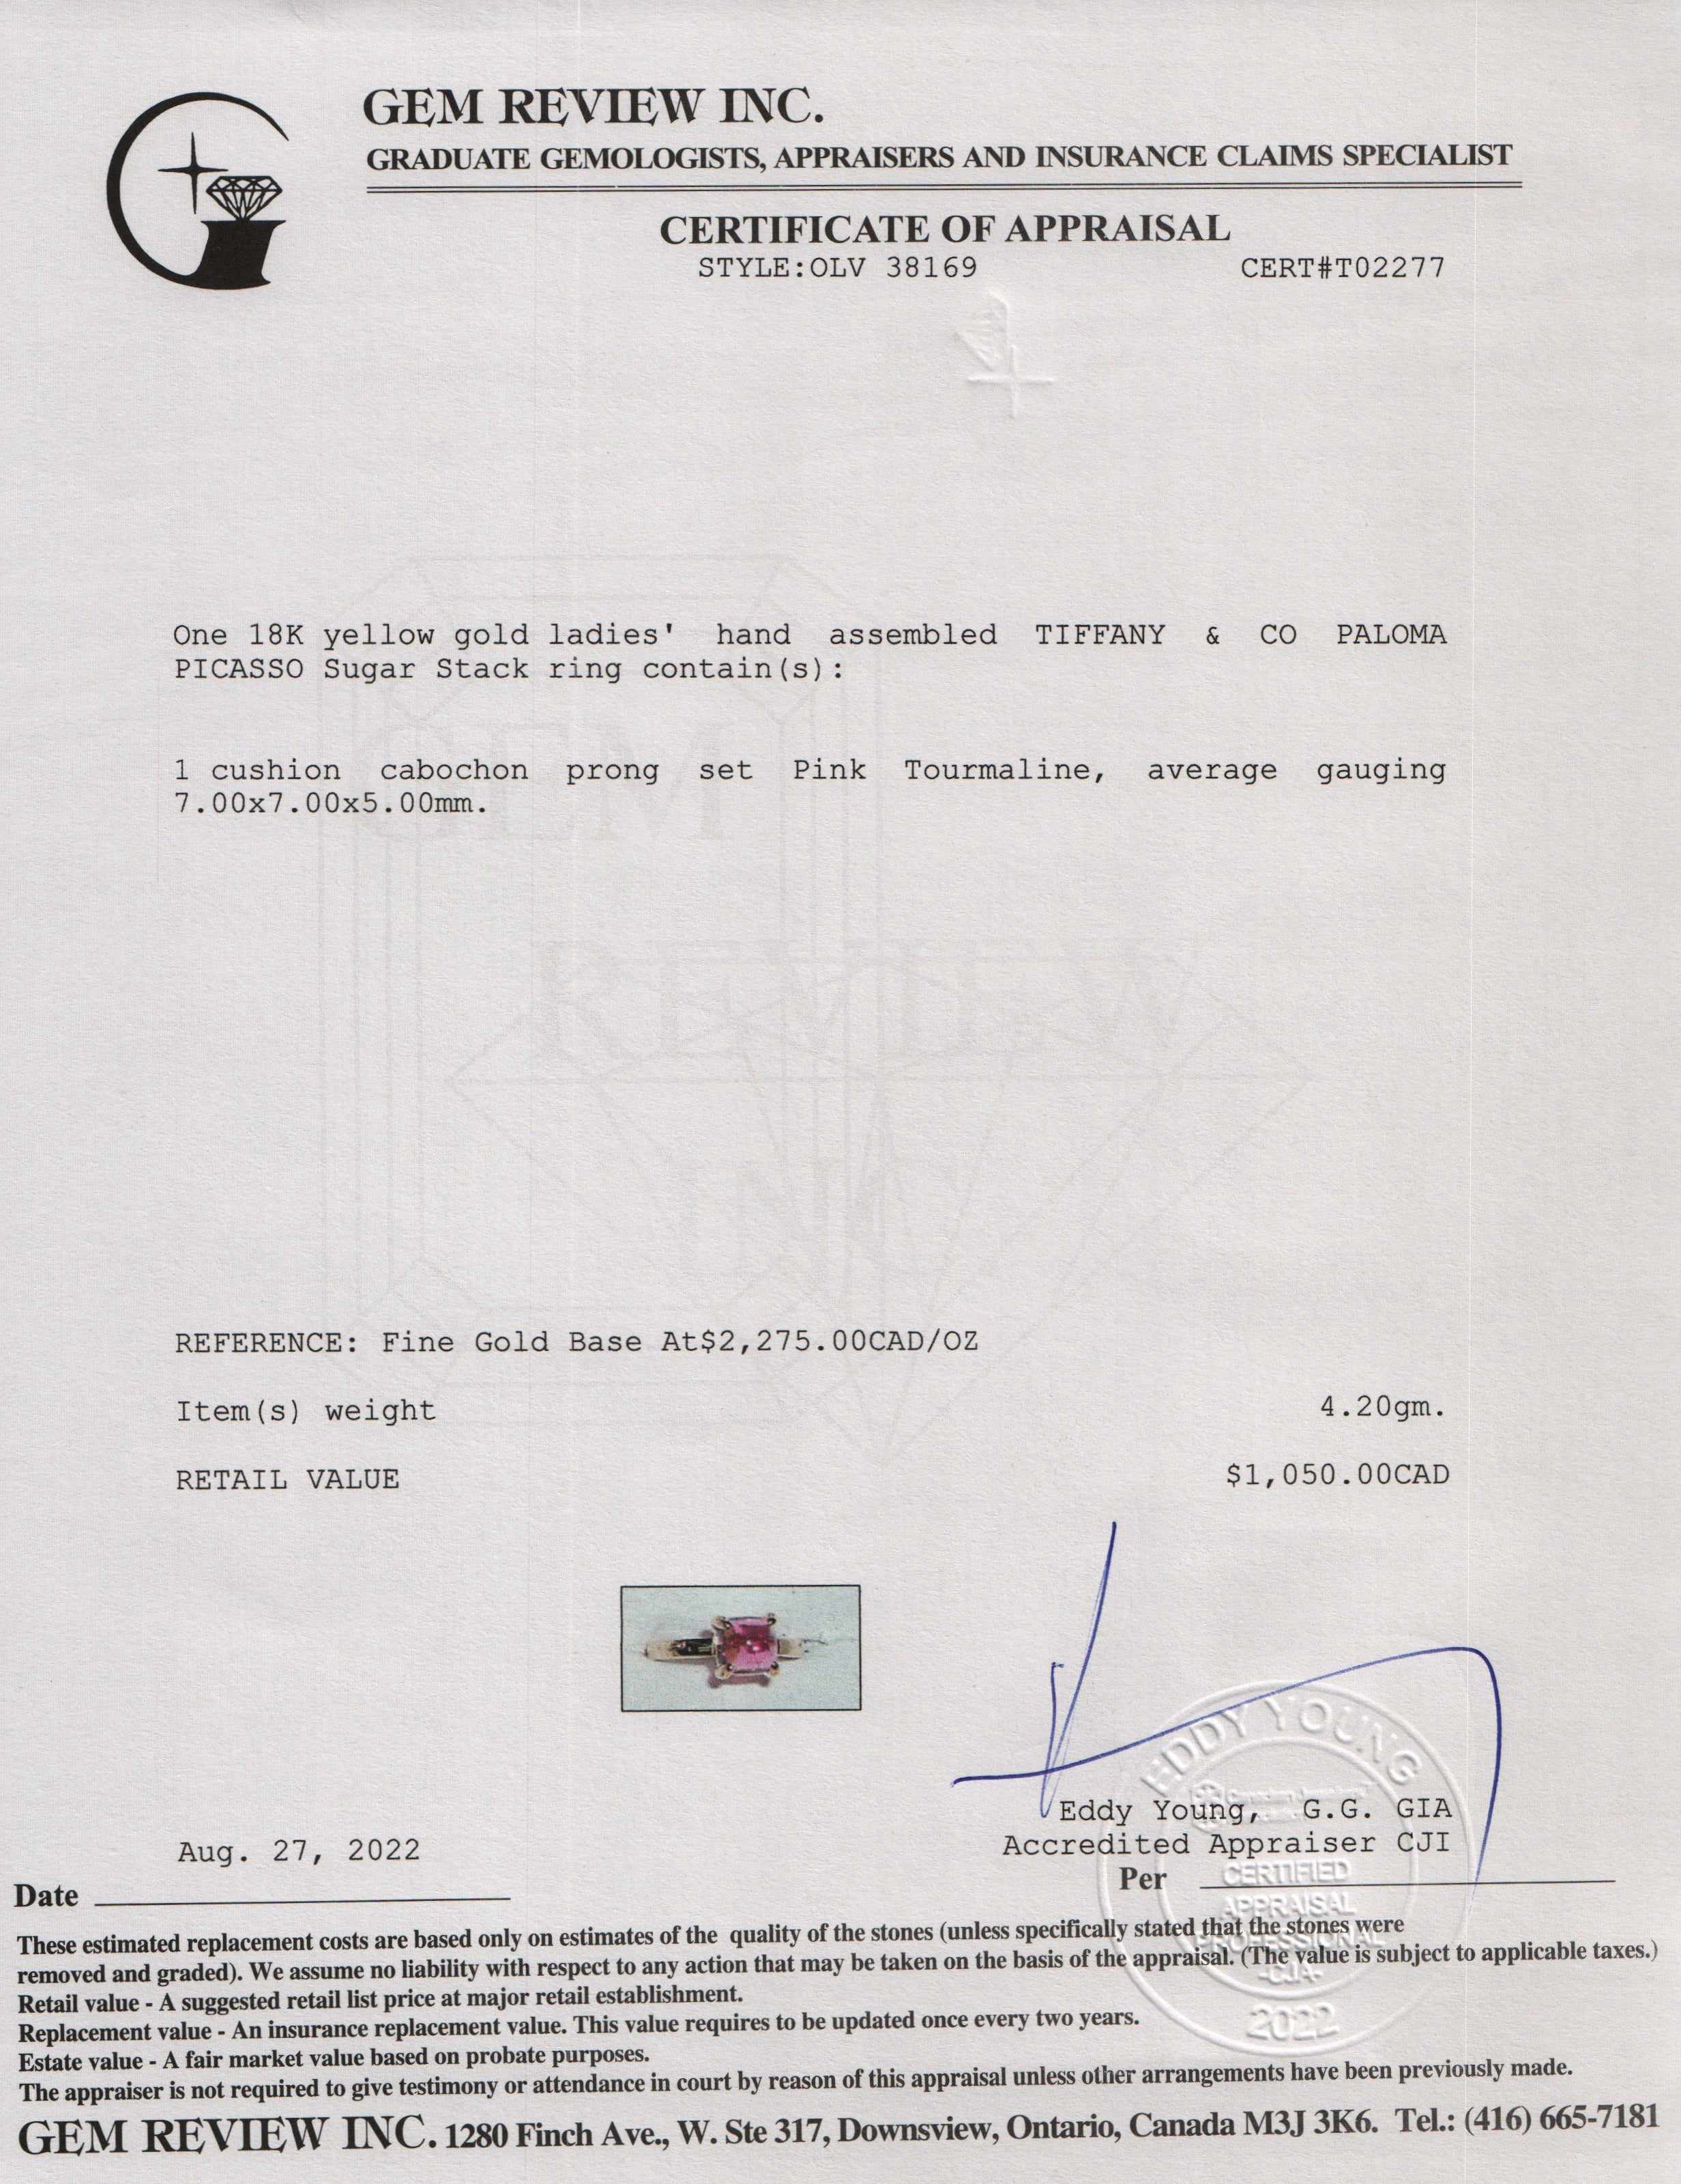 GEM REVIEW INC.
GRADUATE GEMOLOGISTS, APPRAISERS AND INSURANCE CLAIMS SPECIALIST
CERTIFICATE OF APPRAISAL
STYLE:OLV 38169 CERT#T02277
One 18K yellow gold ladies' hand assembled TIFFANY & CO PALOMA
PICASSO Sugar Stack ring contain(s):
1 cushion cabochon prong set Pink Tourmaline, average gauging
7.00x7.00x5.00mm.
GEM
REVIEW
INC
REFERENCE: Fine Gold Base At$2,275.00CAD/OZ
Item(s) weight 4.20gm.
RETAIL VALUE $1,050.00CAD
EDDY YOUNG
Eddy Young, G.G. GIA
Accredited Appraiser CJI
Aug. 27, 2022
Per
Date
CERTIFIED
APPRAISAL
PROFESSIONAL
-CJA-
2022
These estimated replacement costs are based only on estimates of the quality of the stones (unless specifically stated that the stones were
removed and graded). We assume no liability with respect to any action that may be taken on the basis of the appraisal. (The value is subject to applicable taxes.)
Retail value - A suggested retail list price at major retail establishment.
Replacement value - An insurance replacement value. This value requires to be updated once every two years.
Estate value - A fair market value based on probate purposes.
The appraiser is not required to give testimony or attendance in court by reason of this appraisal unless other arrangements have been previously made.
GEM REVIEW INC. 1280 Finch Ave., W. Ste 317, Downsview, Ontario, Canada M3J 3K6. Tel.: (416) 665-7181